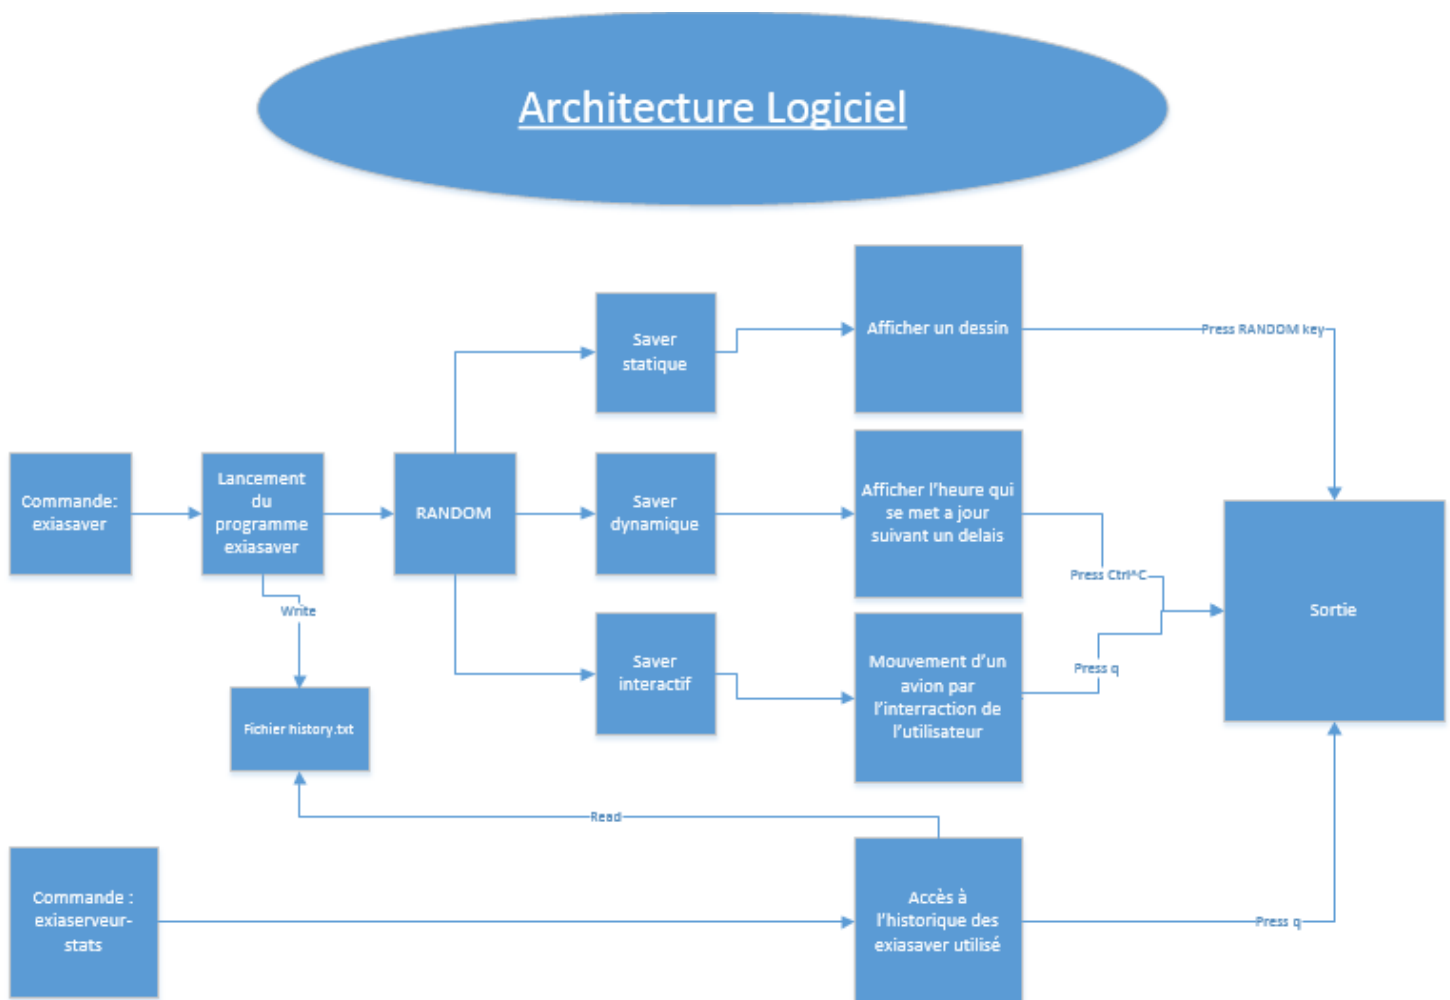 Architecture Logiciel
Afficher un dessin
Press RANDOM key
Saver
statique
Commande:
exiasaver
Lancement
du
programme
exiasaver
RANDOM
Saver
dynamique
Afficher l'heure qui
se met a jour
suivant un delais
Press Ctrl^C
Sortie
Write
Saver
interactif
Mouvement d'un
avion par
l'interraction de
l'utilisateur
Press q
Fichier history.txt
Read
Commande :
exiaserveur-
stats
Accès à
l'historique des
exiasaver utilisé
Press q